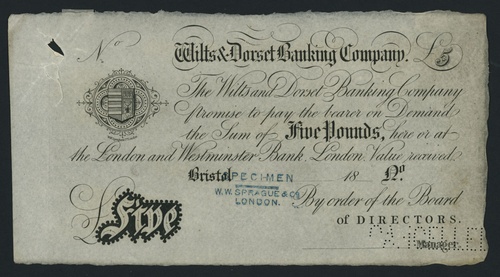 No Wilts & Dorset Banking Company. £5
The Wilts and Dorset Banking Company
promise to pay the bearer on Demand
the Sum of Five Pounds, here or at
the London and Westminster Bank, London Value received
Bristol 18 No.
SPECIMEN
W.W. SPRAGUE & Co
LONDON.
By order of the Board
of DIRECTORS.
£Five
CANCELLED
Manager.